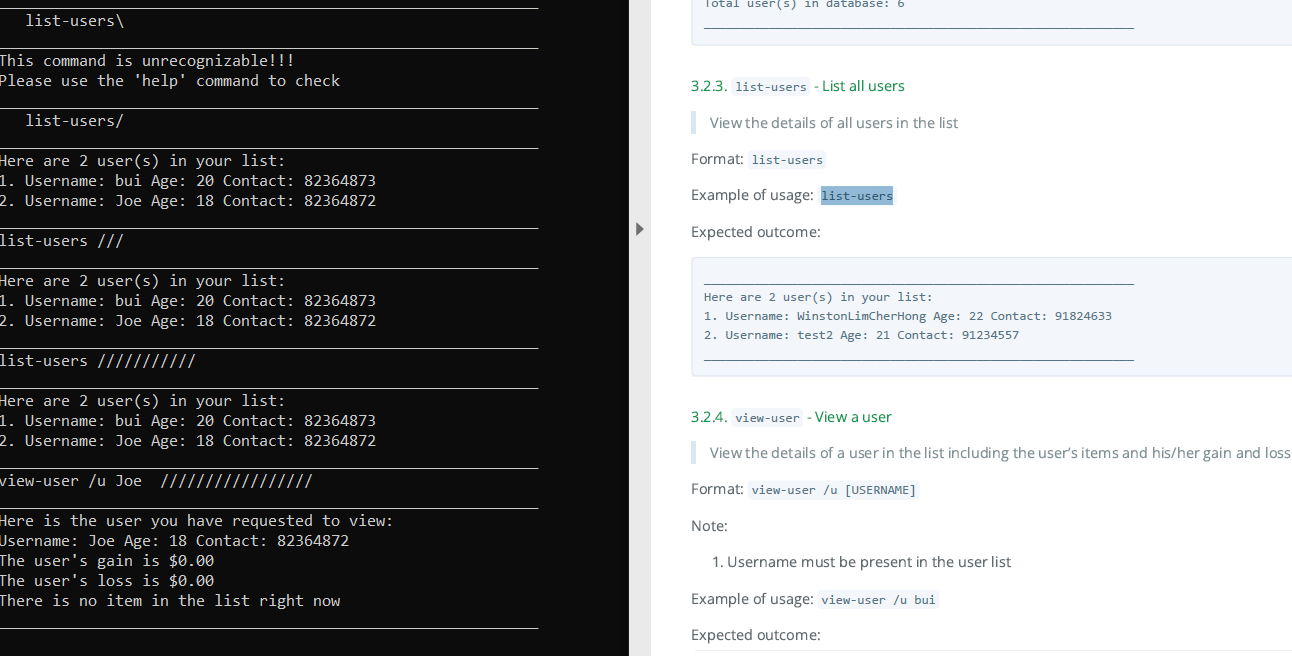 list-users\
This command is unrecognizable!!!
Please use the 'help' command to check
list-users/
Here are 2 user(s) in your list:
1. Username: bui Age: 20 Contact: 82364873
2. Username: Joe Age: 18 Contact: 82364872
list-users ///
Here are 2 user(s) in your list:
1. Username: bui Age: 20 Contact: 82364873
2. Username: Joe Age: 18 Contact: 82364872
list-users ///////////
Here are 2 user(s) in your list:
1. Username: bui Age: 20 Contact: 82364873
2. Username: Joe Age: 18 Contact: 82364872
view-user /u Joe  /////////////////
Here is the user you have requested to view:
Username: Joe Age: 18 Contact: 82364872
The user's gain is $0.00
The user's loss is $0.00
There is no item in the list right now
Total user(s) in database: 6
3.2.3. list-users - List all users
View the details of all users in the list
Format: list-users
Example of usage: list-users
Expected outcome:
Here are 2 user(s) in your list:
1. Username: WinstonLimCherHong Age: 22 Contact: 91824633
2. Username: test2 Age: 21 Contact: 91234557
3.2.4. view-user - View a user
View the details of a user in the list including the user's items and his/her gain and loss
Format: view-user /u [USERNAME]
Note:
1. Username must be present in the user list
Example of usage: view-user /u bui
Expected outcome: